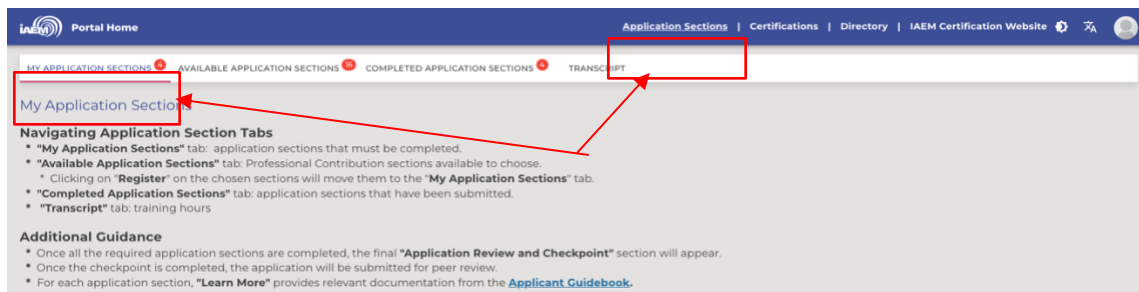 iAEM Portal Home Application Sections | Certifications | Directory | IAEM Certification Website
MY APPLICATION SECTIONS 4 AVAILABLE APPLICATION SECTIONS 16 COMPLETED APPLICATION SECTIONS 4 TRANSCRIPT
My Application Sections
Navigating Application Section Tabs
* "My Application Sections" tab: application sections that must be completed.
* "Available Application Sections" tab: Professional Contribution sections available to choose.
* Clicking on "Register" on the chosen sections will move them to the "My Application Sections" tab.
* "Completed Application Sections" tab: application sections that have been submitted.
* "Transcript" tab: training hours
Additional Guidance
* Once all the required application sections are completed, the final "Application Review and Checkpoint" section will appear.
* Once the checkpoint is completed, the application will be submitted for peer review.
* For each application section, "Learn More" provides relevant documentation from the Applicant Guidebook.